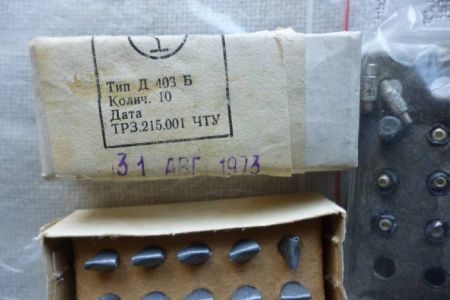 Тип Д 403 Б
Колич. 10
Дата
ТР3.215.001 ЧТУ
31 АВГ 1973